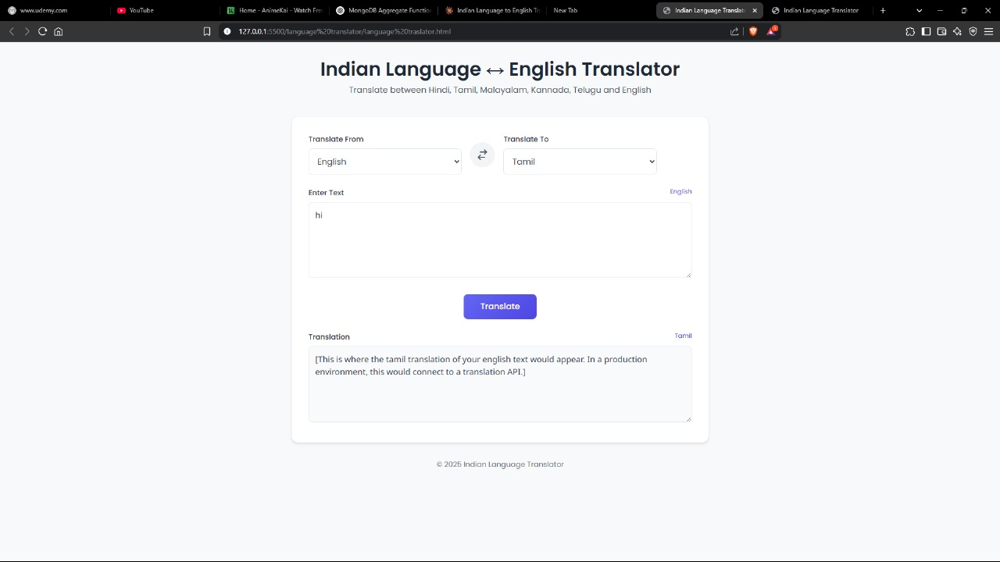 www.udemy.com
YouTube
Home - AnimeKai - Watch Fre
MongoDB Aggregate Functio
Indian Language to English Tr
New Tab
Indian Language Translat
Indian Language Translator
127.0.0.1:5500/language%20translator/language%20traslator.html
Indian Language ↔ English Translator
Translate between Hindi, Tamil, Malayalam, Kannada, Telugu and English
Translate From
Translate To
English
Tamil
Enter Text
English
hi
Translate
Translation
Tamil
[This is where the tamil translation of your english text would appear. In a production
environment, this would connect to a translation API.]
© 2025 Indian Language Translator